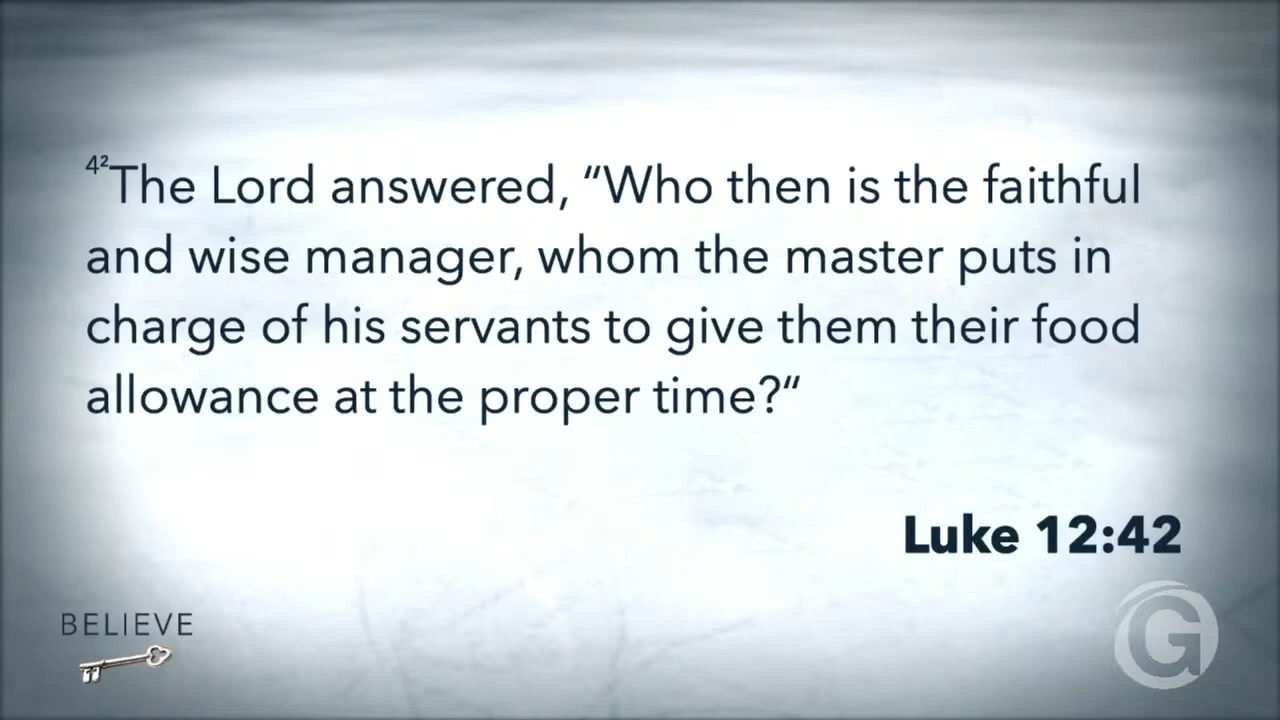 ⁴²The Lord answered, “Who then is the faithful
and wise manager, whom the master puts in
charge of his servants to give them their food
allowance at the proper time?“
Luke 12:42
BELIEVE
G